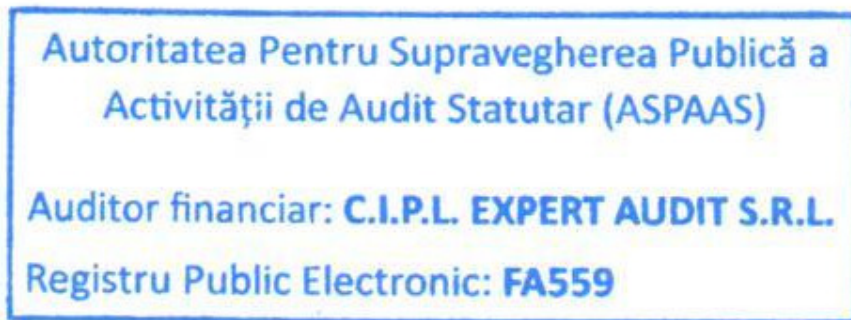 Autoritatea Pentru Supravegherea Publică a
Activității de Audit Statutar (ASPAAS)
Auditor financiar: C.I.P.L. EXPERT AUDIT S.R.L.
Registru Public Electronic: FA559